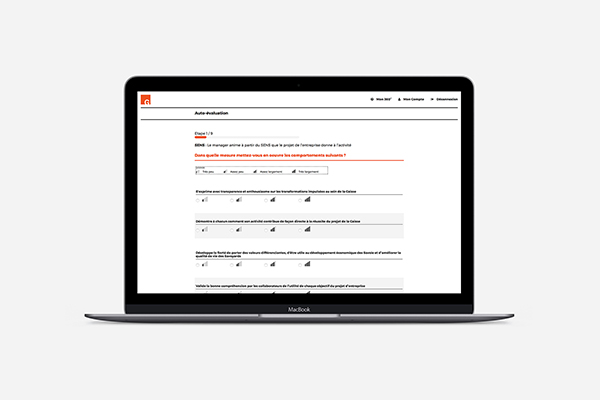 G
Mon 360°
Mon Compte
Déconnexion
Auto-évaluation
Etape 1 / 6
SENS - Le manager anime à partir du SENS que le projet de l'entreprise donne à l'activité
Dans quelle mesure mettez-vous en oeuvre les comportements suivants ?
Très peu
Assez peu
Assez largement
Très largement
S'exprime avec transparence et enthousiasme sur les transformations impulsées au sein de la Caisse
Démontre à chacun comment son activité contribue de façon directe à la réussite du projet de la Caisse
Développe la fierté de porter des valeurs différenciantes, d'être utile au développement économique des Savoie et d'améliorer la
qualité de vie des Savoyards
Valide la bonne compréhension par les collaborateurs de l'utilité de chaque objectif du projet d'entreprise
MacBook